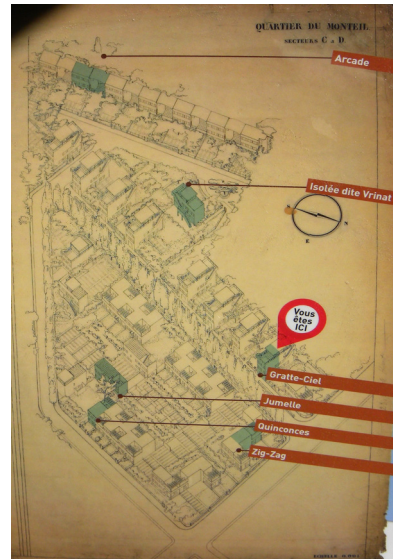 QUARTIER DU MONTEIL
SECTEURS C & D
Arcade
Isolée dite Vrinat
Vous
êtes
ICI
Gratte-Ciel
Jumelle
Quinconces
Zig-Zag